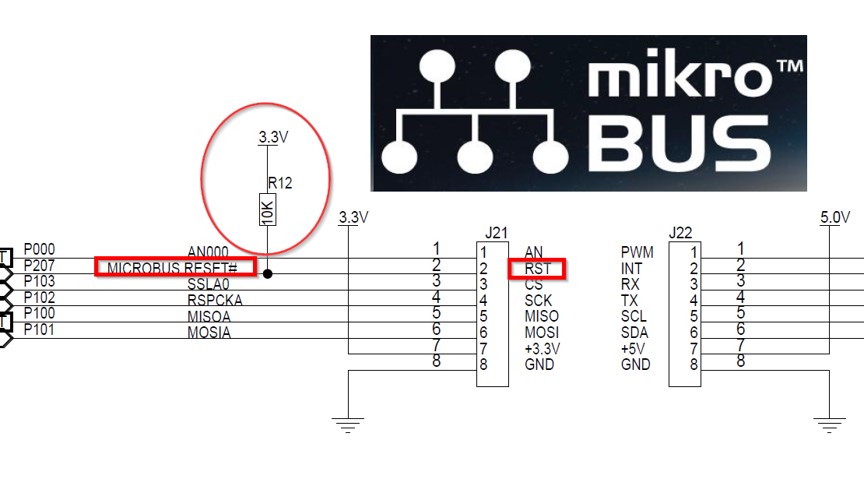 mikro™
BUS
3.3V
R12
10K
3.3V
5.0V
J21
J22
P000 AN000 1 1 AN PWM 1 1
P207 MICROBUS RESET# 2 2 RST INT 2 2
P103 SSLA0 3 3 CS RX 3 3
P102 RSPCKA 4 4 SCK TX 4 4
P100 MISOA 5 5 MISO SCL 5 5
P101 MOSIA 6 6 MOSI SDA 6 6
7 7 +3.3V +5V 7 7
8 8 GND GND 8 8